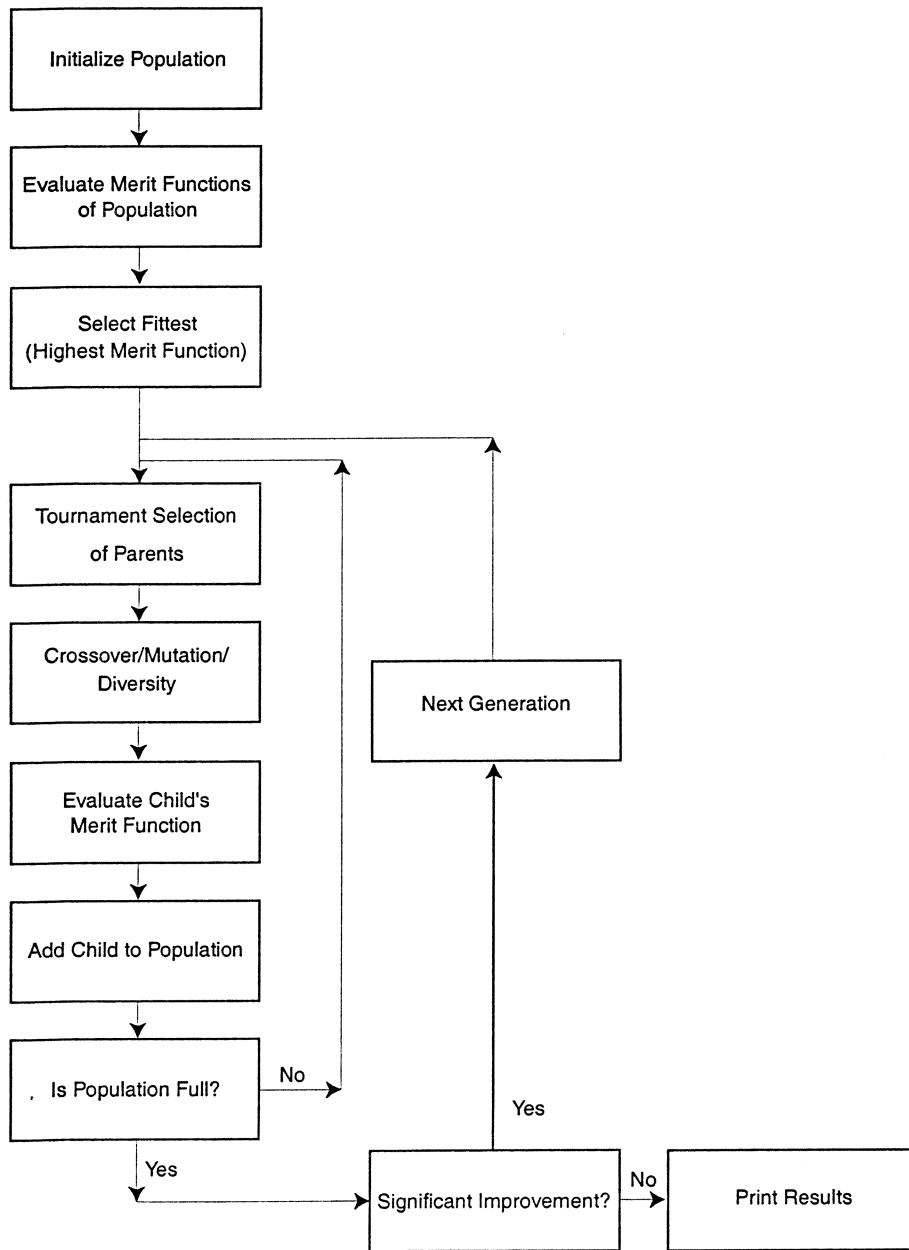 Initialize Population
Evaluate Merit Functions
of Population
Select Fittest
(Highest Merit Function)
Tournament Selection
of Parents
Crossover/Mutation/
Diversity
Next Generation
Evaluate Child's
Merit Function
Add Child to Population
Is Population Full?
No
Yes
Yes
Significant Improvement?
No
Print Results